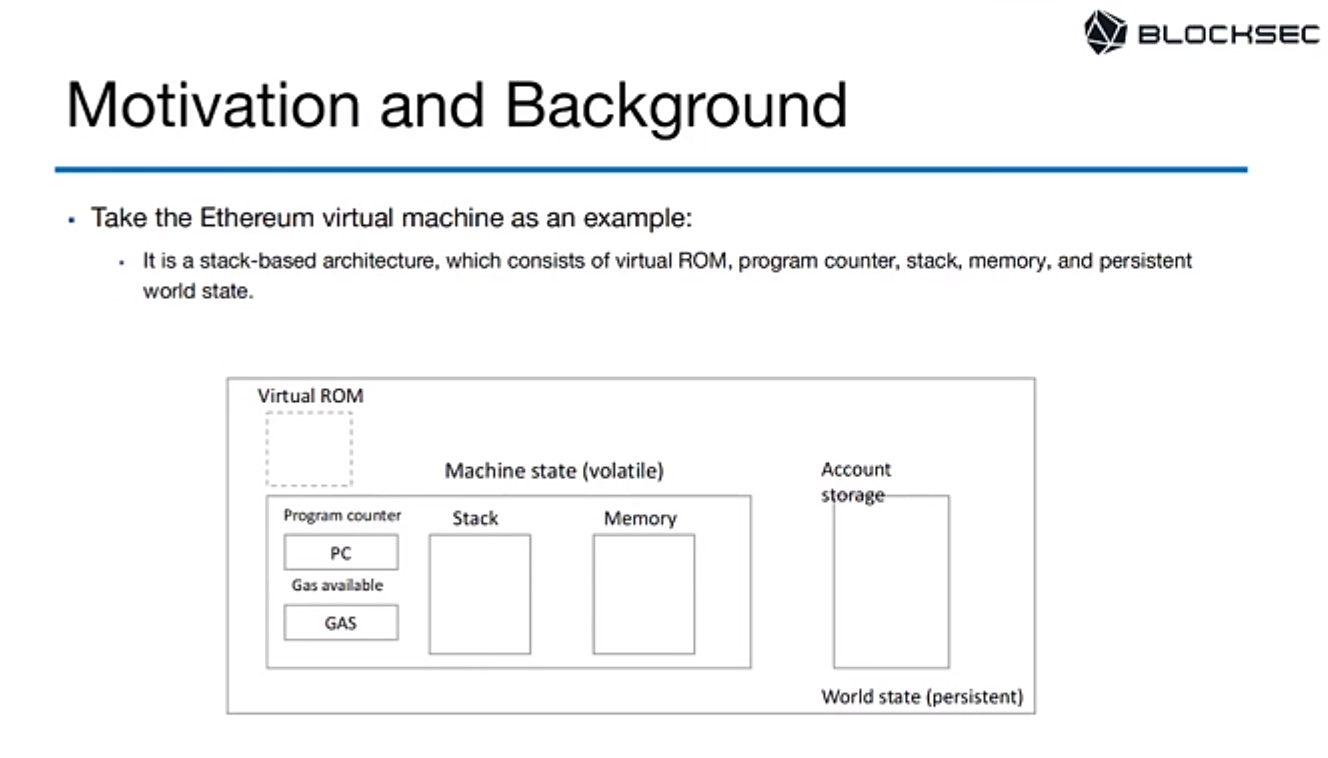 BLOCKSEC
Motivation and Background
Take the Ethereum virtual machine as an example:
It is a stack-based architecture, which consists of virtual ROM, program counter, stack, memory, and persistent
world state.
Virtual ROM
Machine state (volatile)
Account
storage
Program counter
Stack
Memory
PC
Gas available
GAS
World state (persistent)